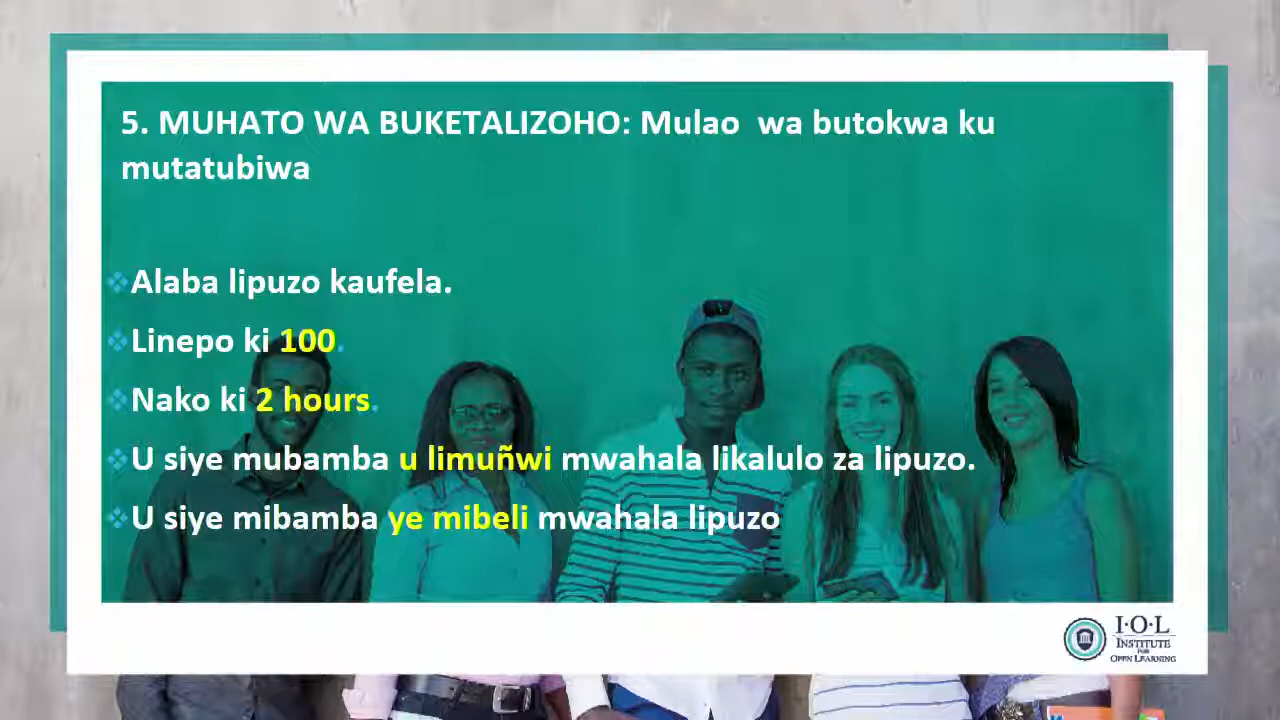 5. MUHATO WA BUKETALIZOHO: Mulao wa butokwa ku
mutatubiwa
Alaba lipuzo kaufela.
Linepo ki 100.
Nako ki 2 hours.
U siye mubamba u limuñwi mwahala likalulo za lipuzo.
U siye mibamba ye mibeli mwahala lipuzo
I·O·L
INSTITUTE
FOR
OPEN LEARNING